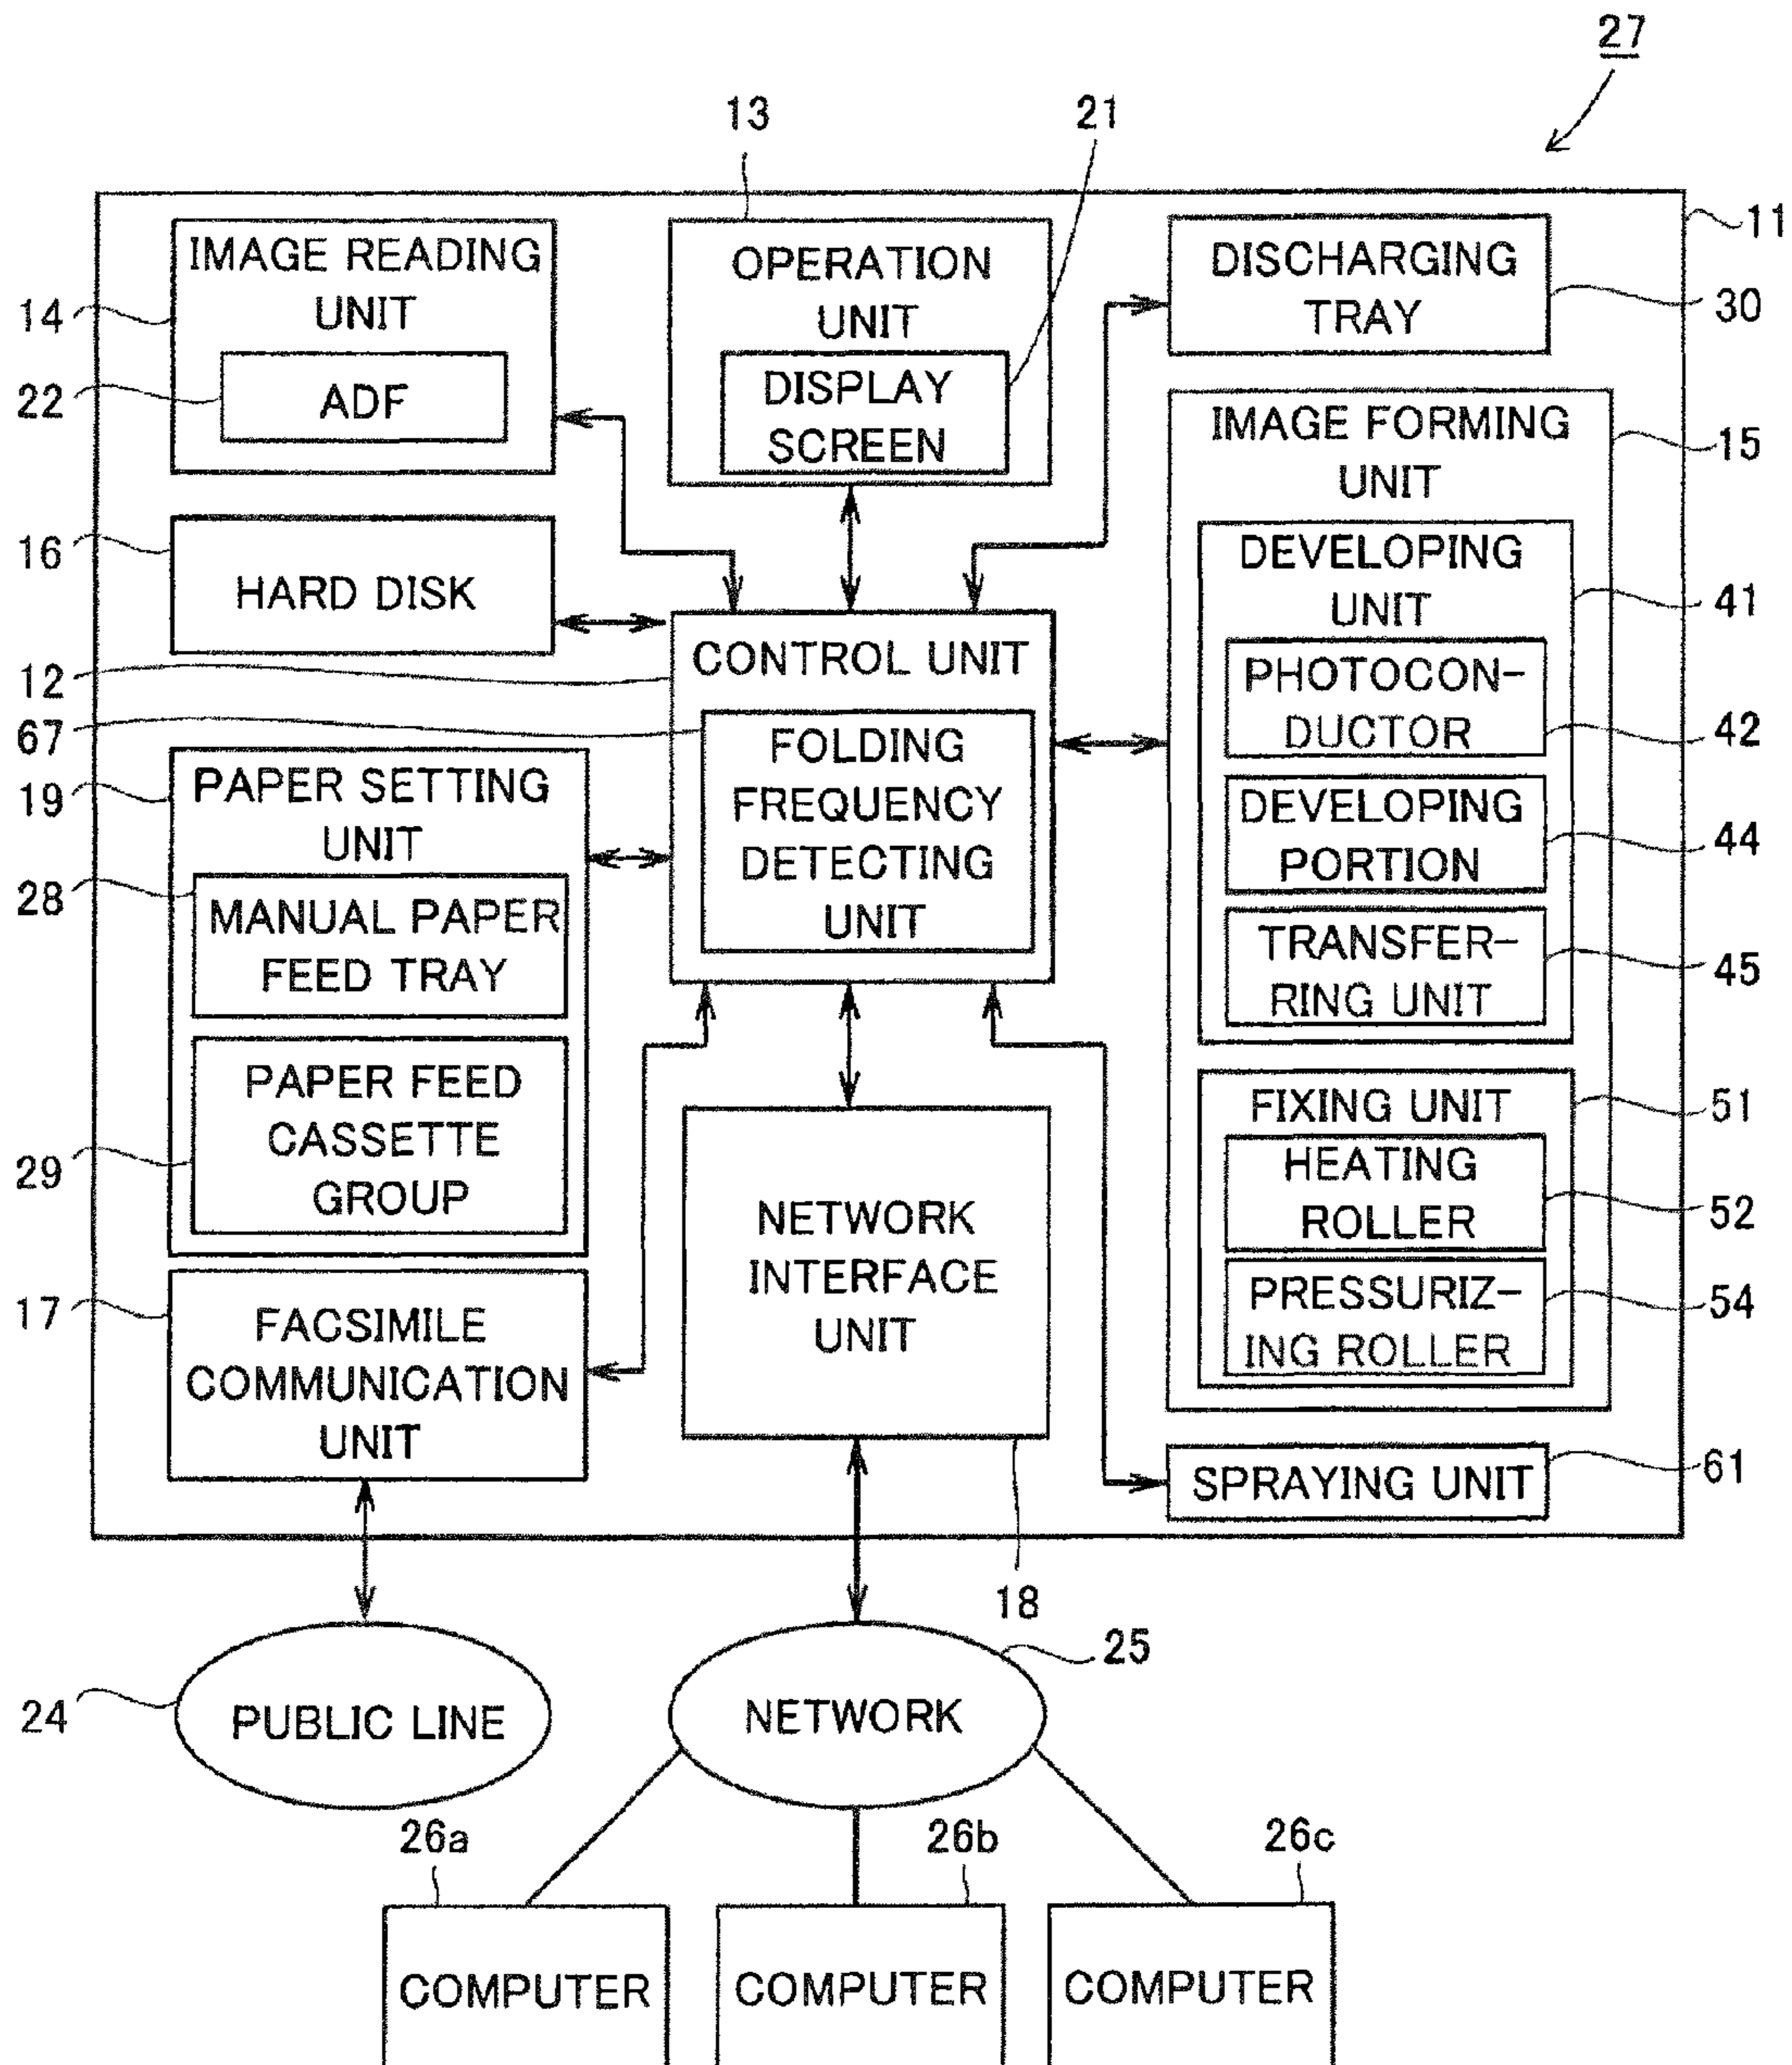 27
13
21
11
IMAGE READING
UNIT
14
22
ADF
OPERATION
UNIT
DISPLAY
SCREEN
DISCHARGING
TRAY
30
16
HARD DISK
IMAGE FORMING
UNIT
15
DEVELOPING
UNIT
41
PHOTOCON-
DUCTOR
42
DEVELOPING
PORTION
44
TRANSFER-
RING UNIT
45
12
CONTROL UNIT
67
FOLDING
FREQUENCY
DETECTING
UNIT
19
PAPER SETTING
UNIT
28
MANUAL PAPER
FEED TRAY
PAPER FEED
CASSETTE
GROUP
29
FIXING UNIT
51
HEATING
ROLLER
52
PRESSURIZ-
ING ROLLER
54
NETWORK
INTERFACE
UNIT
17
FACSIMILE
COMMUNICATION
UNIT
SPRAYING UNIT
61
18
24
PUBLIC LINE
25
NETWORK
26a
26b
26c
COMPUTER
COMPUTER
COMPUTER